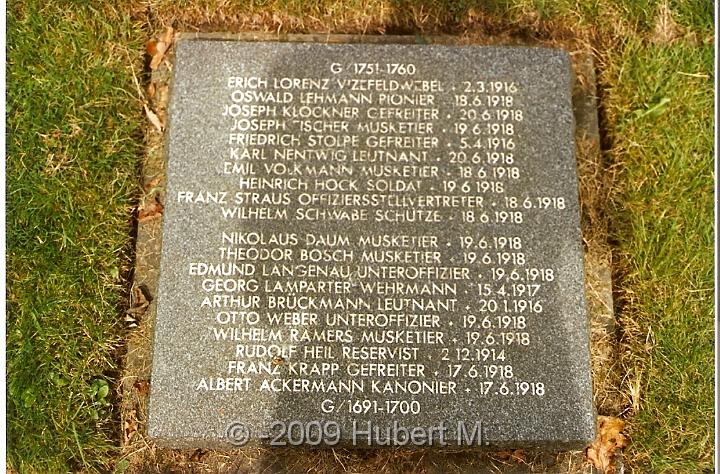 G/1751-1760
ERICH LORENZ VIZEFELDWEBEL + 2.3.1916
OSWALD LEHMANN PIONIER + 18.6.1918
JOSEPH KLÖCKNER GEFREITER + 20.6.1918
JOSEPH FISCHER MUSKETIER + 19.6.1918
FRIEDRICH STOLPE GEFREITER + 5.4.1916
KARL NENTWIG LEUTNANT + 20.6.1918
EMIL VOLKMANN MUSKETIER + 18.6.1918
HEINRICH HOCK SOLDAT + 19.6.1918
FRANZ STRAUS OFFIZIERSSTELLVERTRETER + 18.6.1918
WILHELM SCHWABE SCHÜTZE + 18.6.1918
NIKOLAUS DAUM MUSKETIER + 19.6.1918
THEODOR BOSCH MUSKETIER + 19.6.1918
EDMUND LANGENAU UNTEROFFIZIER + 19.6.1918
GEORG LAMPARTER WEHRMANN + 15.4.1917
ARTHUR BRÜCKMANN LEUTNANT + 20.1.1916
OTTO WEBER UNTEROFFIZIER + 19.6.1918
WILHELM RAMERS MUSKETIER + 19.6.1918
RUDOLF HEIL RESERVIST + 2.12.1914
FRANZ KRAPP GEFREITER + 17.6.1918
ALBERT ACKERMANN KANONIER + 17.6.1918
G/1691-1700
© -2009 Hubert M.